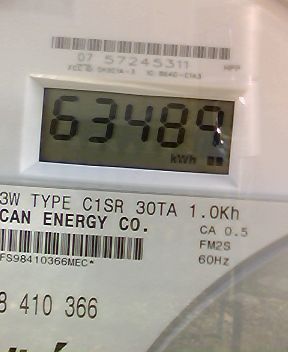 07 57245311
63489
kWh
3W TYPE C1SR 30TA 1.0Kh
CAN ENERGY CO.
CA 0.5
FM2S
FS98410366MEC*
60Hz
8 410 366